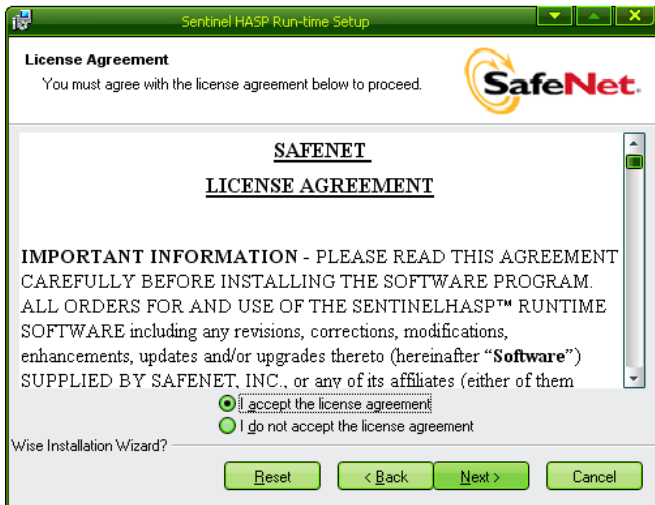 Sentinel HASP Run-time Setup
License Agreement
You must agree with the license agreement below to proceed.
SafeNet.
SAFENET
LICENSE AGREEMENT
IMPORTANT INFORMATION - PLEASE READ THIS AGREEMENT
CAREFULLY BEFORE INSTALLING THE SOFTWARE PROGRAM.
ALL ORDERS FOR AND USE OF THE SENTINELHASP™ RUNTIME
SOFTWARE including any revisions, corrections, modifications,
enhancements, updates and/or upgrades thereto (hereinafter “Software”)
SUPPLIED BY SAFENET, INC., or any of its affiliates (either of them
I accept the license agreement
I do not accept the license agreement
Wise Installation Wizard?
Reset
< Back
Next >
Cancel